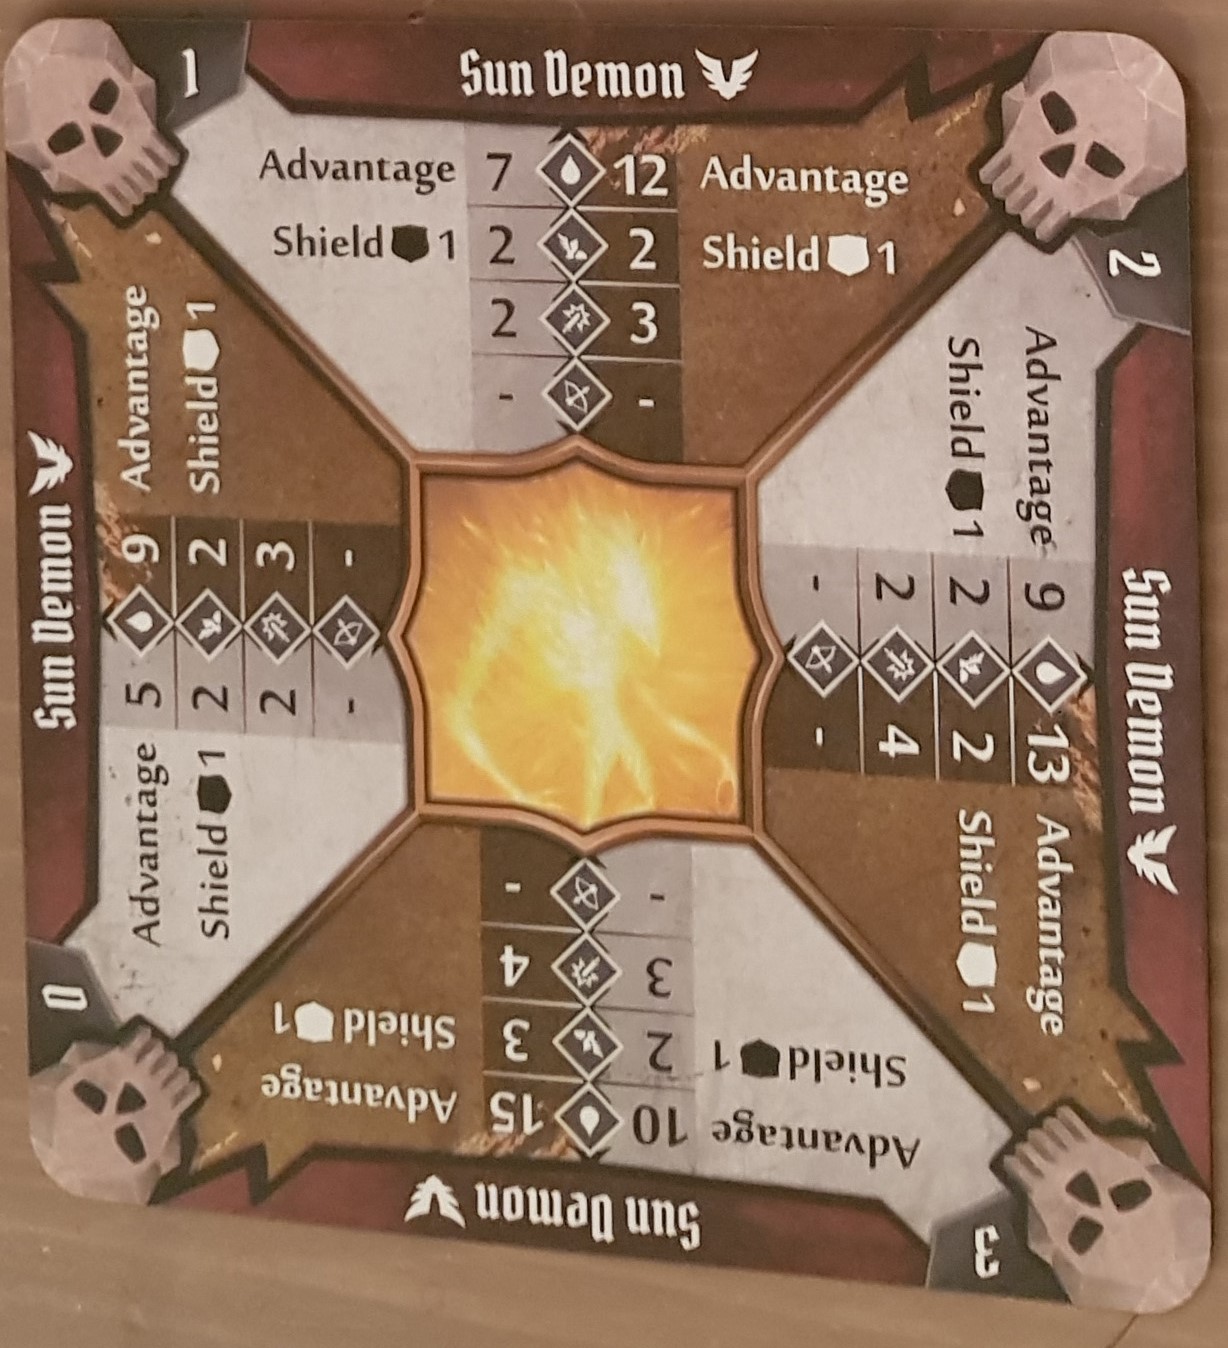 1
Sun Demon
Advantage 7 12 Advantage
Shield 1 2 2 Shield 1
2 3
- -
2
Sun Demon
Advantage 9 13 Advantage
Shield 1 2 2 Shield 1
2 4
- -
3
Sun Demon
Advantage 10 15 Advantage
Shield 1 2 3 Shield 1
3 4
- -
0
Sun Demon
Advantage 5 9 Advantage
Shield 1 2 2 Shield 1
2 3
- -